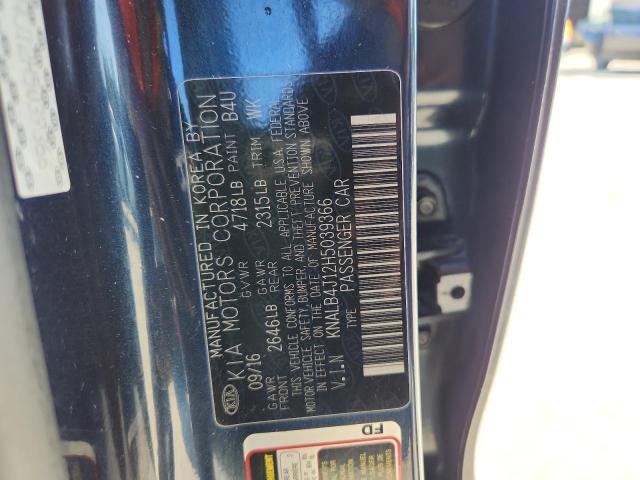 MANUFACTURED IN KOREA BY
KIA KIA MOTORS CORPORATION
09/16 GVWR 4718LB PAINT B4U
GAWR FRONT 2646LB GAWR REAR 2315LB TRIM WK
THIS VEHICLE CONFORMS TO ALL APPLICABLE U.S.A. FEDERAL
MOTOR VEHICLE SAFETY, BUMPER, AND THEFT PREVENTION STANDARDS
IN EFFECT ON THE DATE OF MANUFACTURE SHOWN ABOVE
V.I.N KNALB4J12H5039366
TYPE PASSENGER CAR
FD